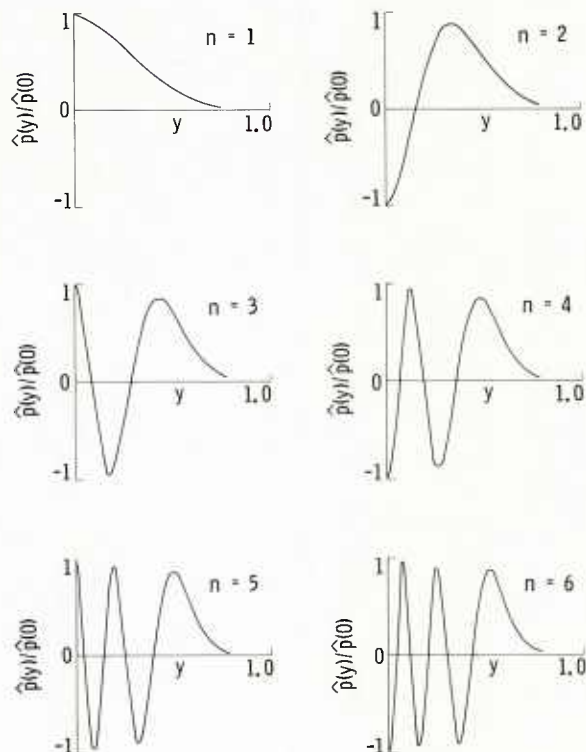 1
n = 1
p̂(y)/p̂(0)
0
y
1.0
-1
1
n = 2
p̂(y)/p̂(0)
0
y
1.0
-1
1
n = 3
p̂(y)/p̂(0)
0
y
1.0
-1
1
n = 4
p̂(y)/p̂(0)
0
y
1.0
-1
1
n = 5
p̂(y)/p̂(0)
0
y
1.0
-1
1
n = 6
p̂(y)/p̂(0)
0
y
1.0
-1